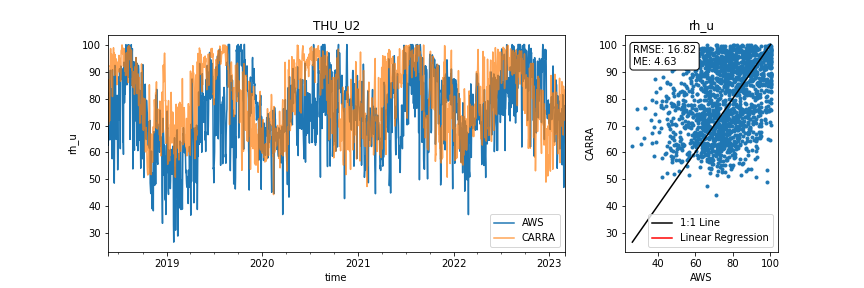 THU_U2
rh_u
100
90
80
70
60
50
40
30
rh_u
2019
2020
2021
2022
2023
time
AWS
CARRA
RMSE: 16.82
ME: 4.63
100
90
80
70
60
50
40
30
CARRA
1:1 Line
Linear Regression
40
60
80
100
AWS